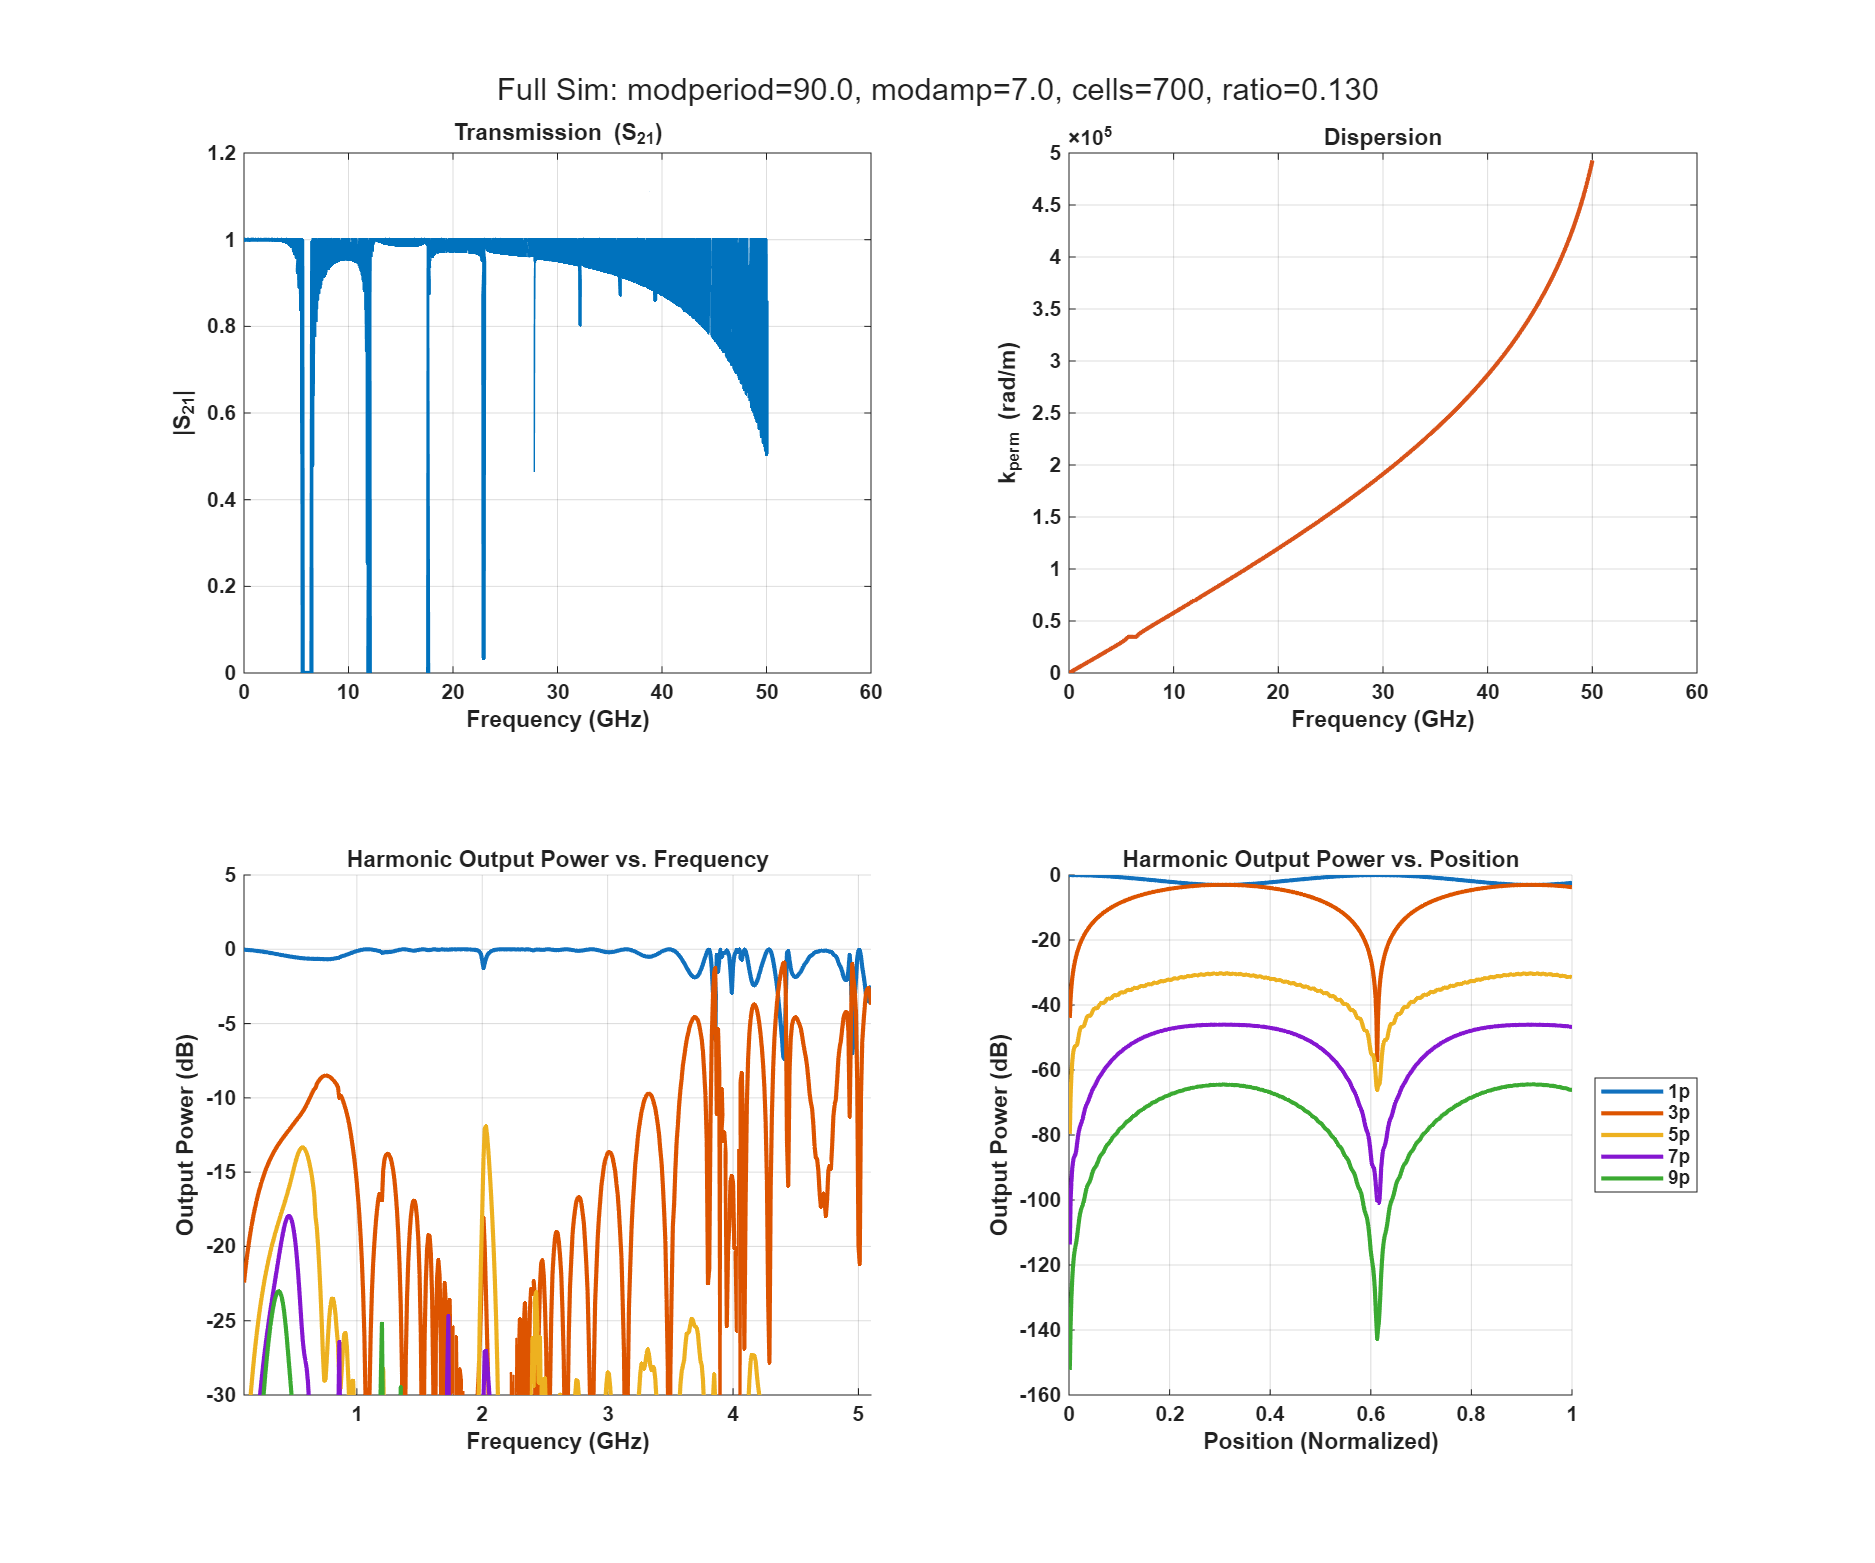 Full Sim: modperiod=90.0, modamp=7.0, cells=700, ratio=0.130
Transmission (S21)
1.2
1
0.8
0.6
0.4
0.2
0
|S21|
0 10 20 30 40 50 60
Frequency (GHz)
×10^5
Dispersion
5
4.5
4
3.5
3
2.5
2
1.5
1
0.5
0
kperm (rad/m)
0 10 20 30 40 50 60
Frequency (GHz)
Harmonic Output Power vs. Frequency
5
0
-5
-10
-15
-20
-25
-30
Output Power (dB)
1 2 3 4 5
Frequency (GHz)
Harmonic Output Power vs. Position
0
-20
-40
-60
-80
-100
-120
-140
-160
Output Power (dB)
0 0.2 0.4 0.6 0.8 1
Position (Normalized)
1p
3p
5p
7p
9p